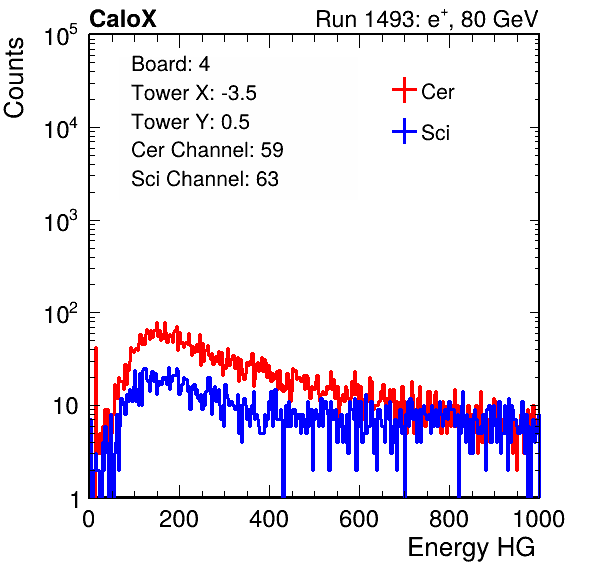 CaloX Run 1493: e+, 80 GeV
Counts
Board: 4
Tower X: -3.5
Tower Y: 0.5
Cer Channel: 59
Sci Channel: 63
Cer
Sci
10^5
10^4
10^3
10^2
10
1
0 200 400 600 800 1000
Energy HG